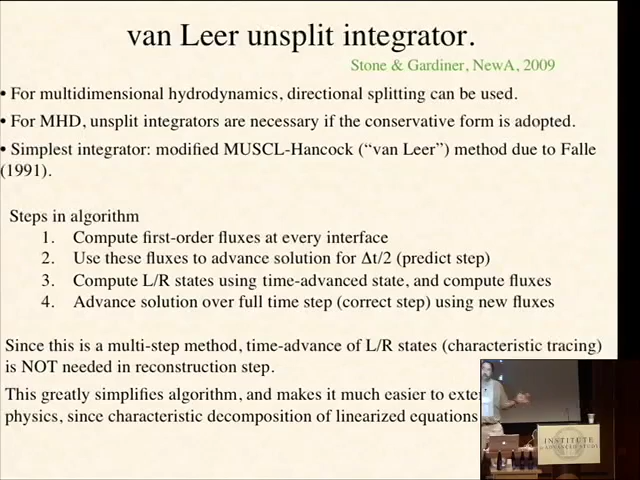 van Leer unsplit integrator.
Stone & Gardiner, NewA, 2009
• For multidimensional hydrodynamics, directional splitting can be used.
• For MHD, unsplit integrators are necessary if the conservative form is adopted.
• Simplest integrator: modified MUSCL-Hancock (“van Leer”) method due to Falle
(1991).
Steps in algorithm
1. Compute first-order fluxes at every interface
2. Use these fluxes to advance solution for Δt/2 (predict step)
3. Compute L/R states using time-advanced state, and compute fluxes
4. Advance solution over full time step (correct step) using new fluxes
Since this is a multi-step method, time-advance of L/R states (characteristic tracing)
is NOT needed in reconstruction step.
This greatly simplifies algorithm, and makes it much easier to exte
physics, since characteristic decomposition of linearized equations
INSTITUTE
ADVANCED STUDY